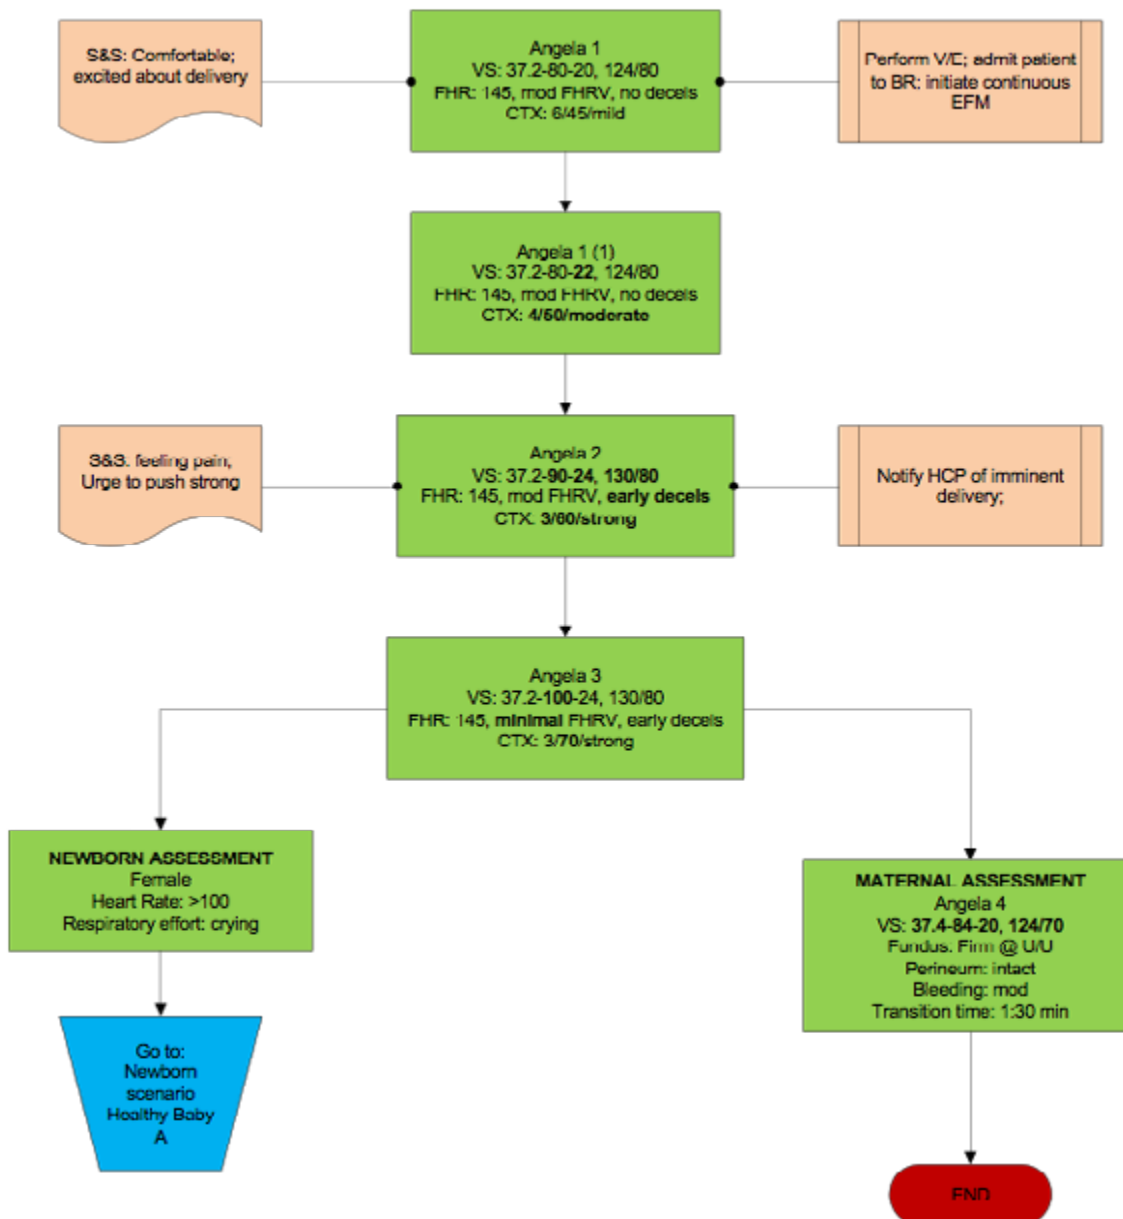 S&S: Comfortable;
excited about delivery
Angela 1
VS: 37.2-80-20, 124/80
FHR: 145, mod FHRV, no decels
CTX: 6/45/mild
Perform V/E; admit patient
to BR; initiate continuous
EFM
Angela 1 (1)
VS: 37.2-80-22, 124/80
FHR: 145, mod FHRV, no decels
CTX: 4/50/moderate
S&S: feeling pain,
Urge to push strong
Angela 2
VS: 37.2-90-24, 130/80
FHR: 145, mod FHRV, early decels
CTX: 3/60/strong
Notify HCP of imminent
delivery;
Angela 3
VS: 37.2-100-24, 130/80
FHR: 145, minimal FHRV, early decels
CTX: 3/70/strong
NEWBORN ASSESSMENT
Female
Heart Rate: >100
Respiratory effort: crying
MATERNAL ASSESSMENT
Angela 4
VS: 37.4-84-20, 124/70
Fundus: Firm @ U/U
Perineum: intact
Bleeding: mod
Transition time: 1:30 min
Go to:
Newborn
scenario
Healthy Baby
A
END